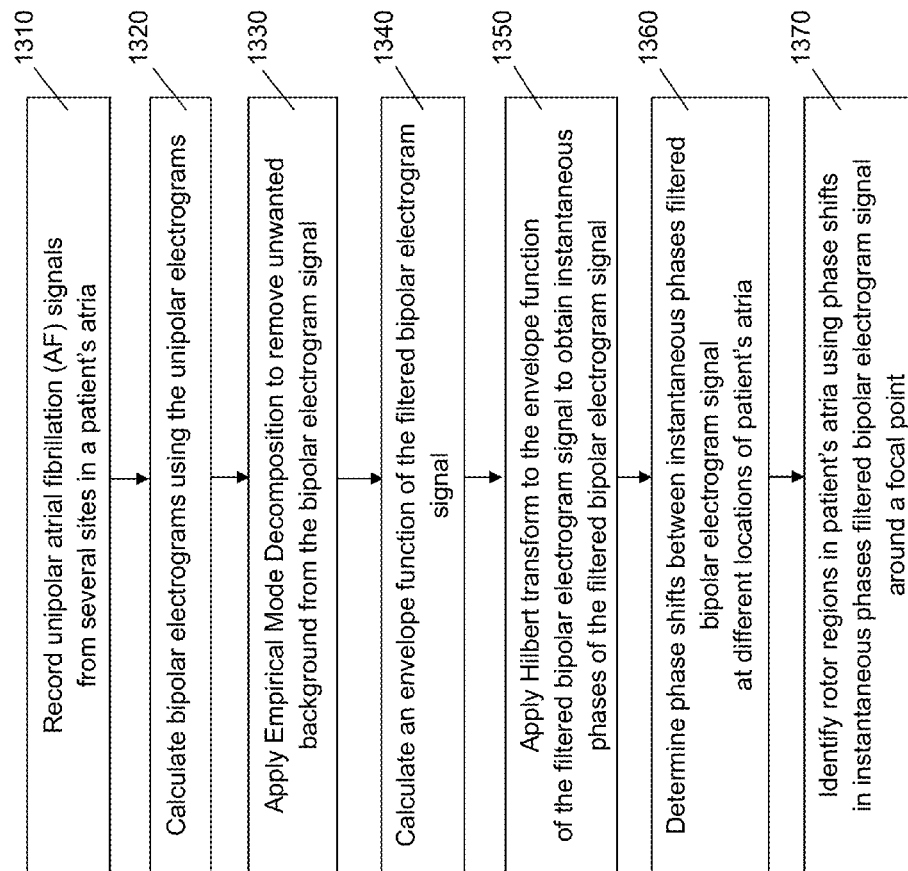 1310
Record unipolar atrial fibrillation (AF) signals
from several sites in a patient's atria
1320
Calculate bipolar electrograms using the unipolar electrograms
1330
Apply Empirical Mode Decomposition to remove unwanted
background from the bipolar electrogram signal
1340
Calculate an envelope function of the filtered bipolar electrogram
signal
1350
Apply Hilbert transform to the envelope function
of the filtered bipolar electrogram signal to obtain instantaneous
phases of the filtered bipolar electrogram signal
1360
Determine phase shifts between instantaneous phases filtered
bipolar electrogram signal
at different locations of patient's atria
1370
Identify rotor regions in patient's atria using phase shifts
in instantaneous phases filtered bipolar electrogram signal
around a focal point